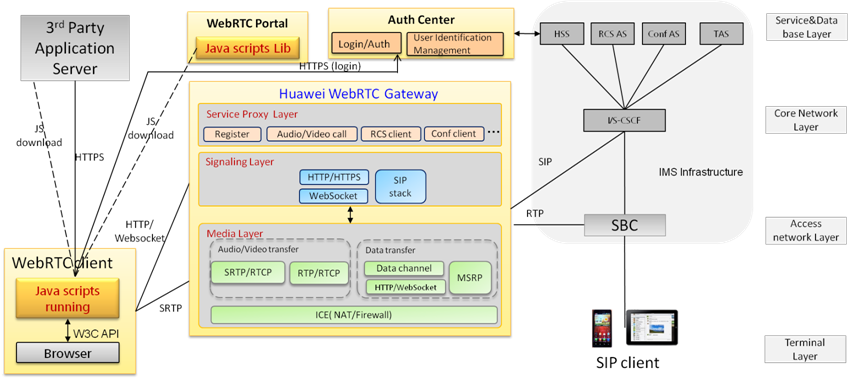 3rd Party
Application
Server
WebRTC Portal
Java scripts Lib
Auth Center
Login/Auth
User Identification
Management
HSS
RCS AS
Conf AS
TAS
Service&Data
base Layer
HTTPS (login)
Huawei WebRTC Gateway
Service Proxy Layer
Register
Audio/Video call
RCS client
Conf client
...
I/S-CSCF
Core Network
Layer
JS
download
JS
download
HTTPS
Signaling Layer
HTTP/HTTPS
WebSocket
SIP
stack
SIP
IMS Infrastructure
HTTP/
Websocket
RTP
SBC
Access
network Layer
Media Layer
Audio/Video transfer
SRTP/RTCP
RTP/RTCP
Data transfer
Data channel
HTTP/WebSocket
MSRP
ICE( NAT/Firewall)
WebRTCclient
Java scripts
running
SRTP
W3C API
Browser
SIP client
Terminal
Layer